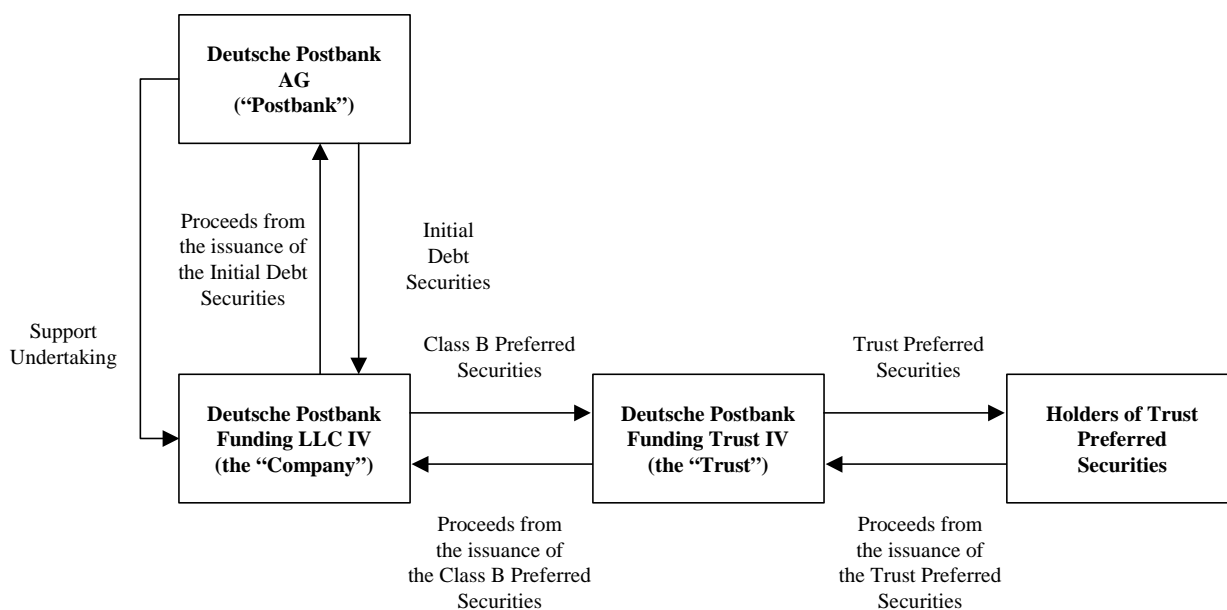 Deutsche Postbank
AG
(“Postbank”)
Proceeds from
the issuance of
the Initial Debt
Securities
Initial
Debt
Securities
Support
Undertaking
Class B Preferred
Securities
Trust Preferred
Securities
Deutsche Postbank
Funding LLC IV
(the “Company”)
Deutsche Postbank
Funding Trust IV
(the “Trust”)
Holders of Trust
Preferred
Securities
Proceeds from
the issuance of
the Class B Preferred
Securities
Proceeds from
the issuance of
the Trust Preferred
Securities